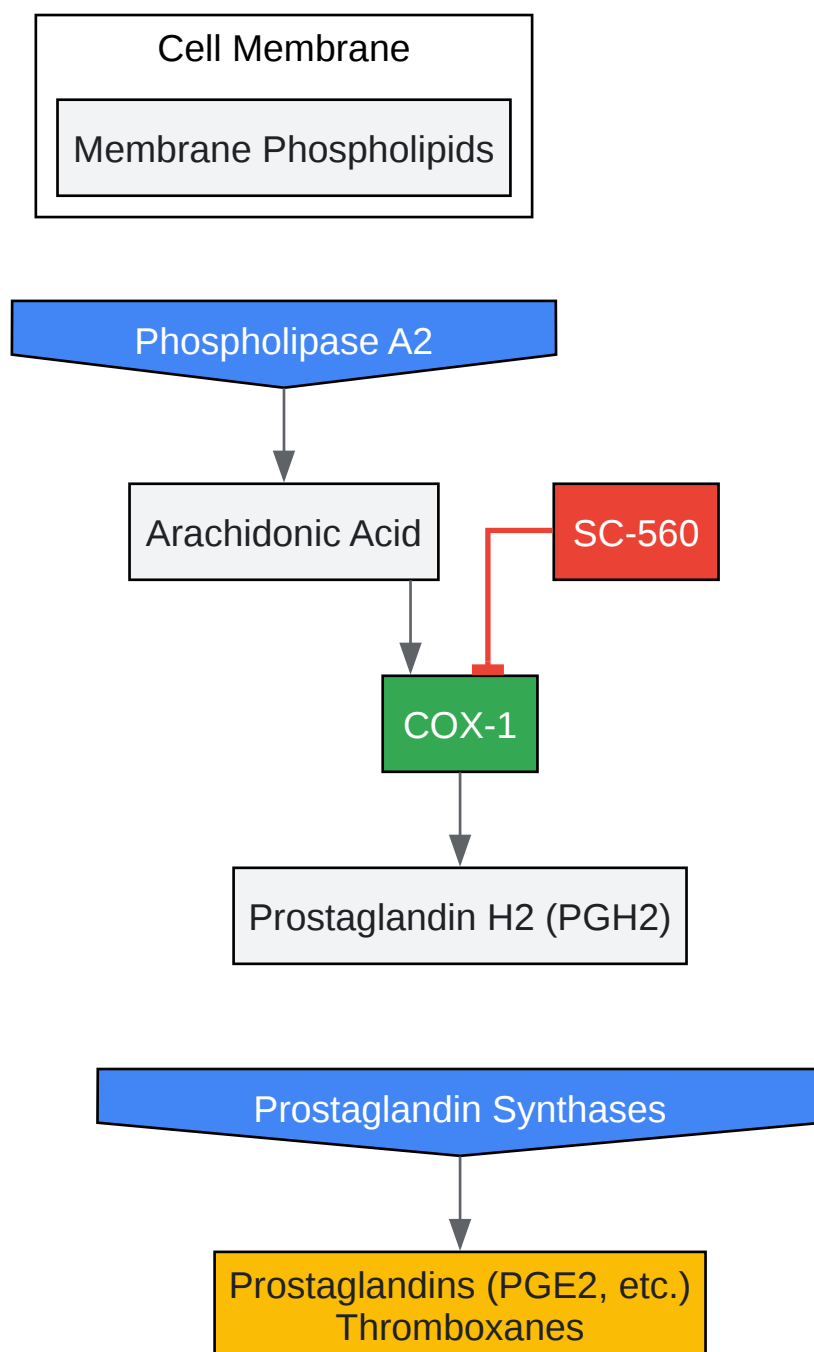 Cell Membrane
Membrane Phospholipids
Phospholipase A2
Arachidonic Acid
SC-560
COX-1
Prostaglandin H2 (PGH2)
Prostaglandin Synthases
Prostaglandins (PGE2, etc.)
Thromboxanes